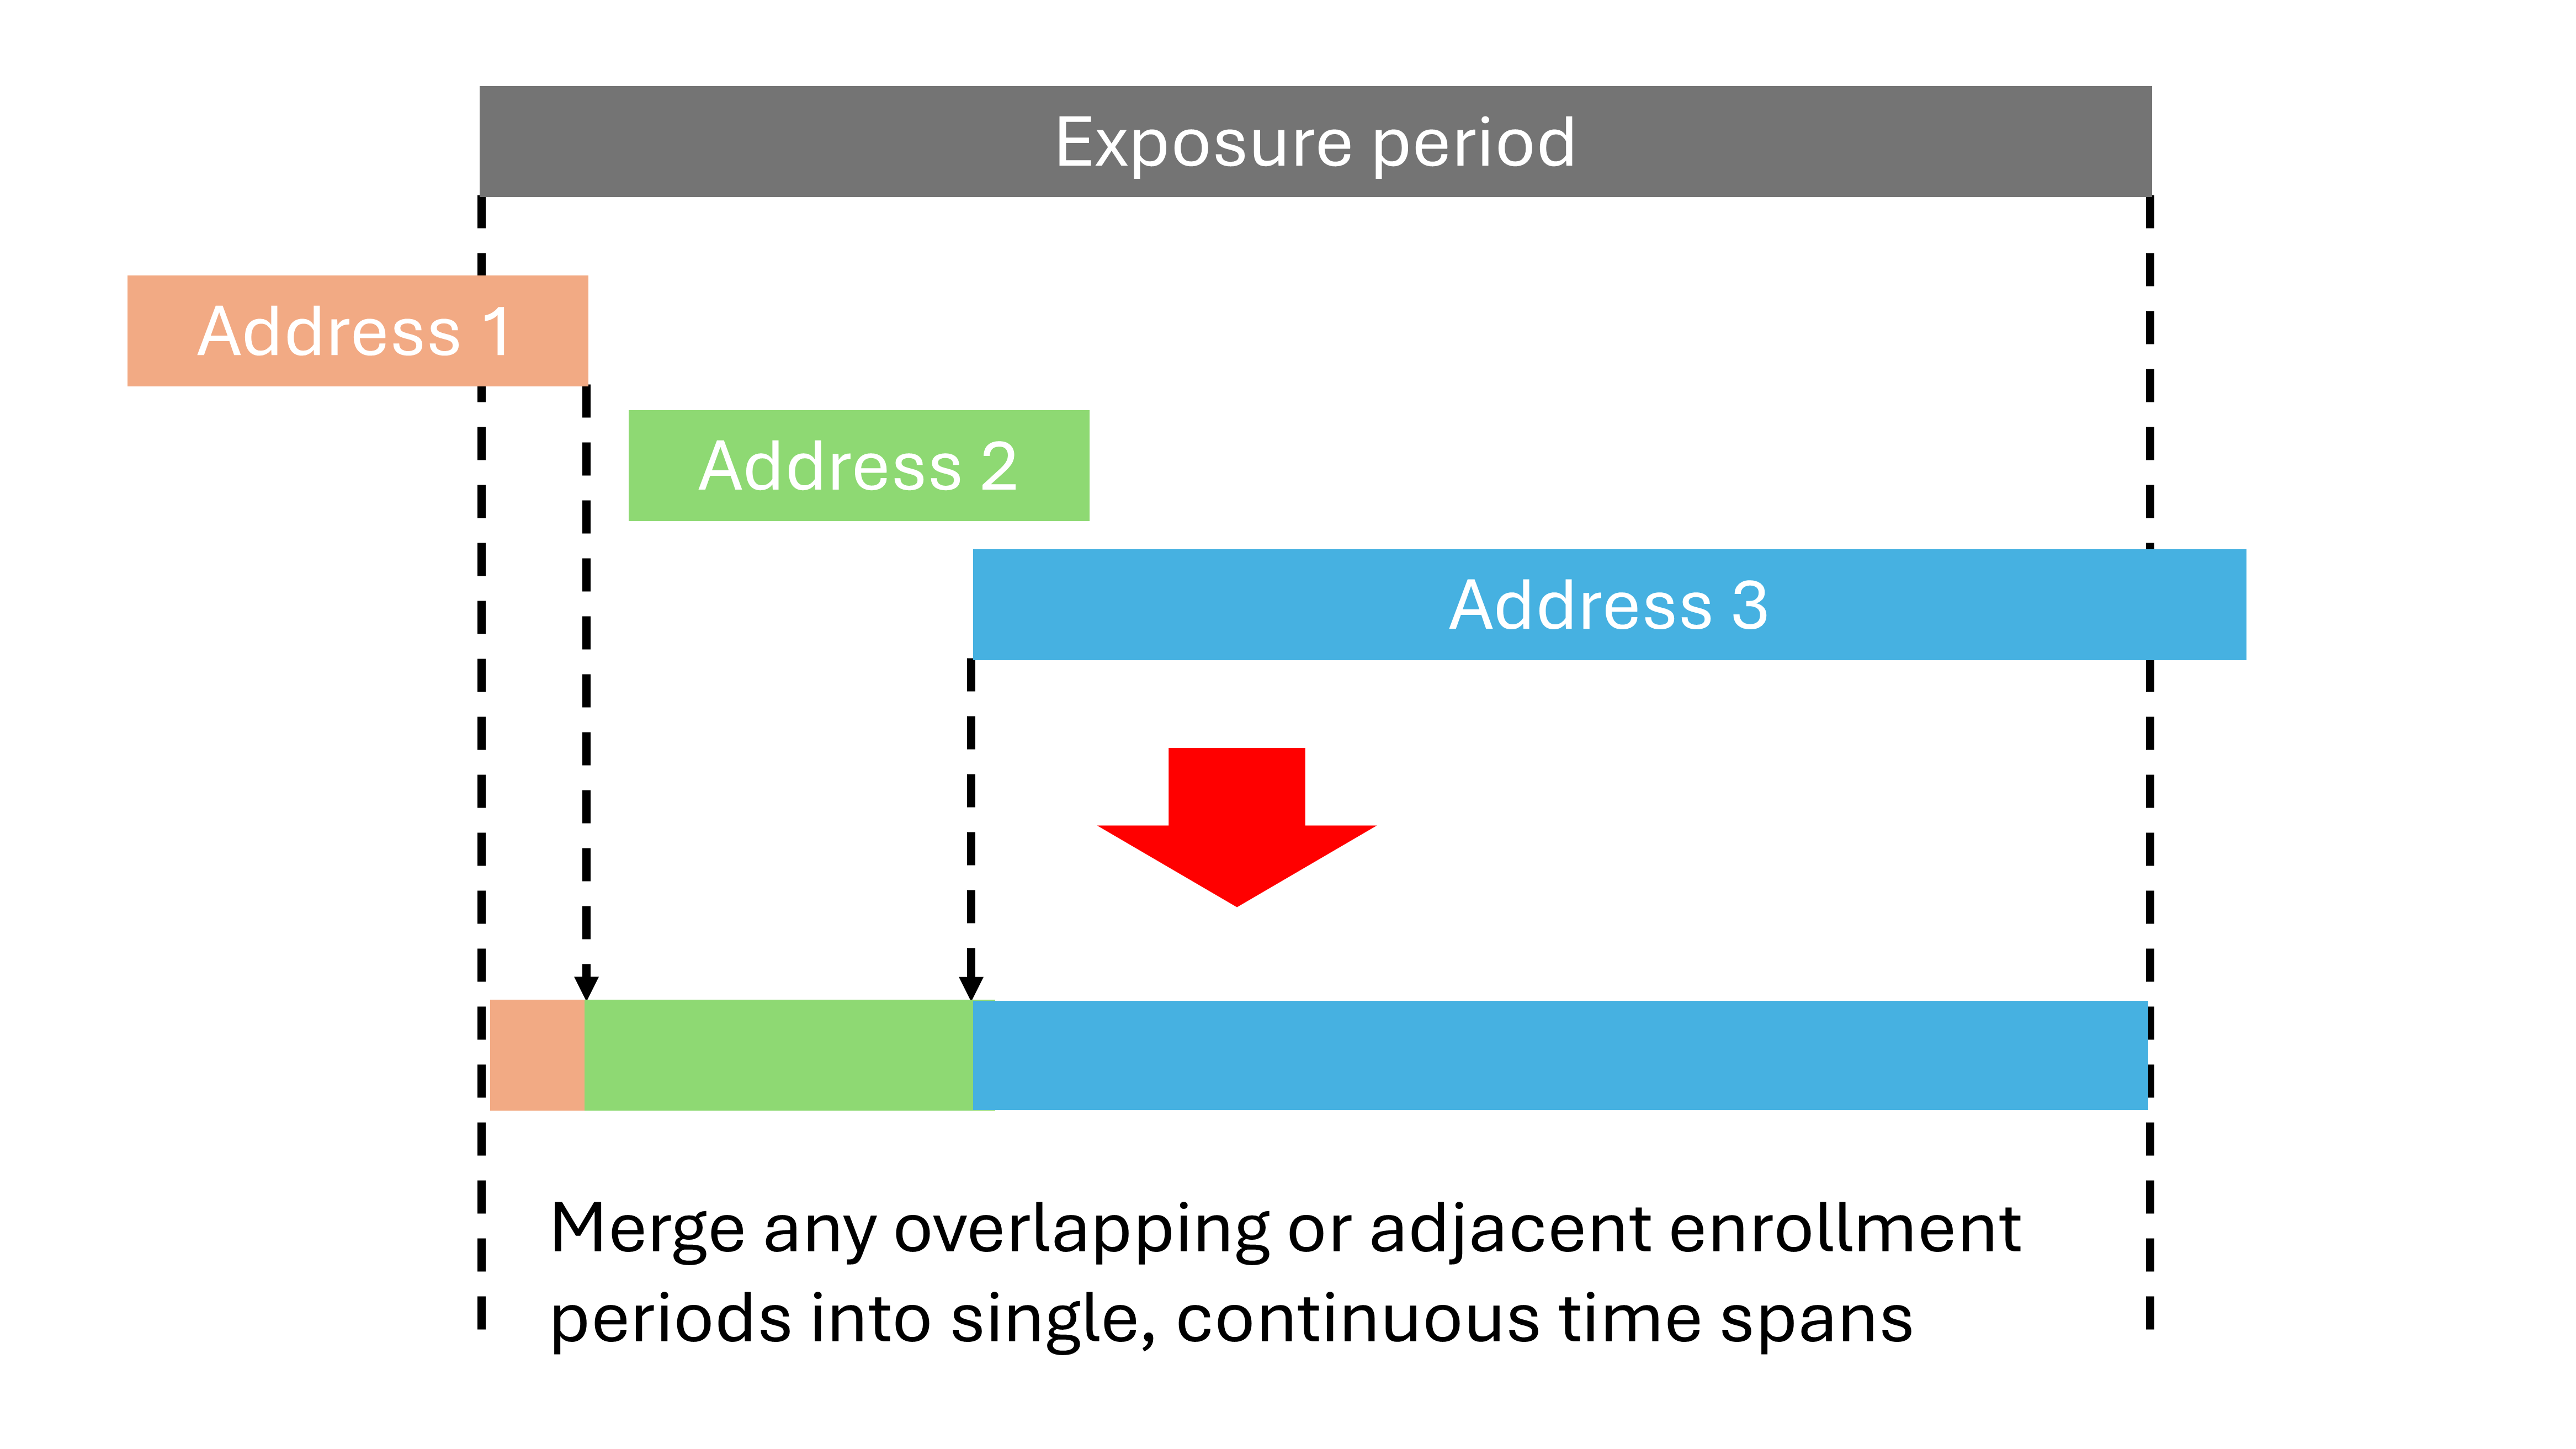 Exposure period
Address 1
Address 2
Address 3
Merge any overlapping or adjacent enrollment
periods into single, continuous time spans